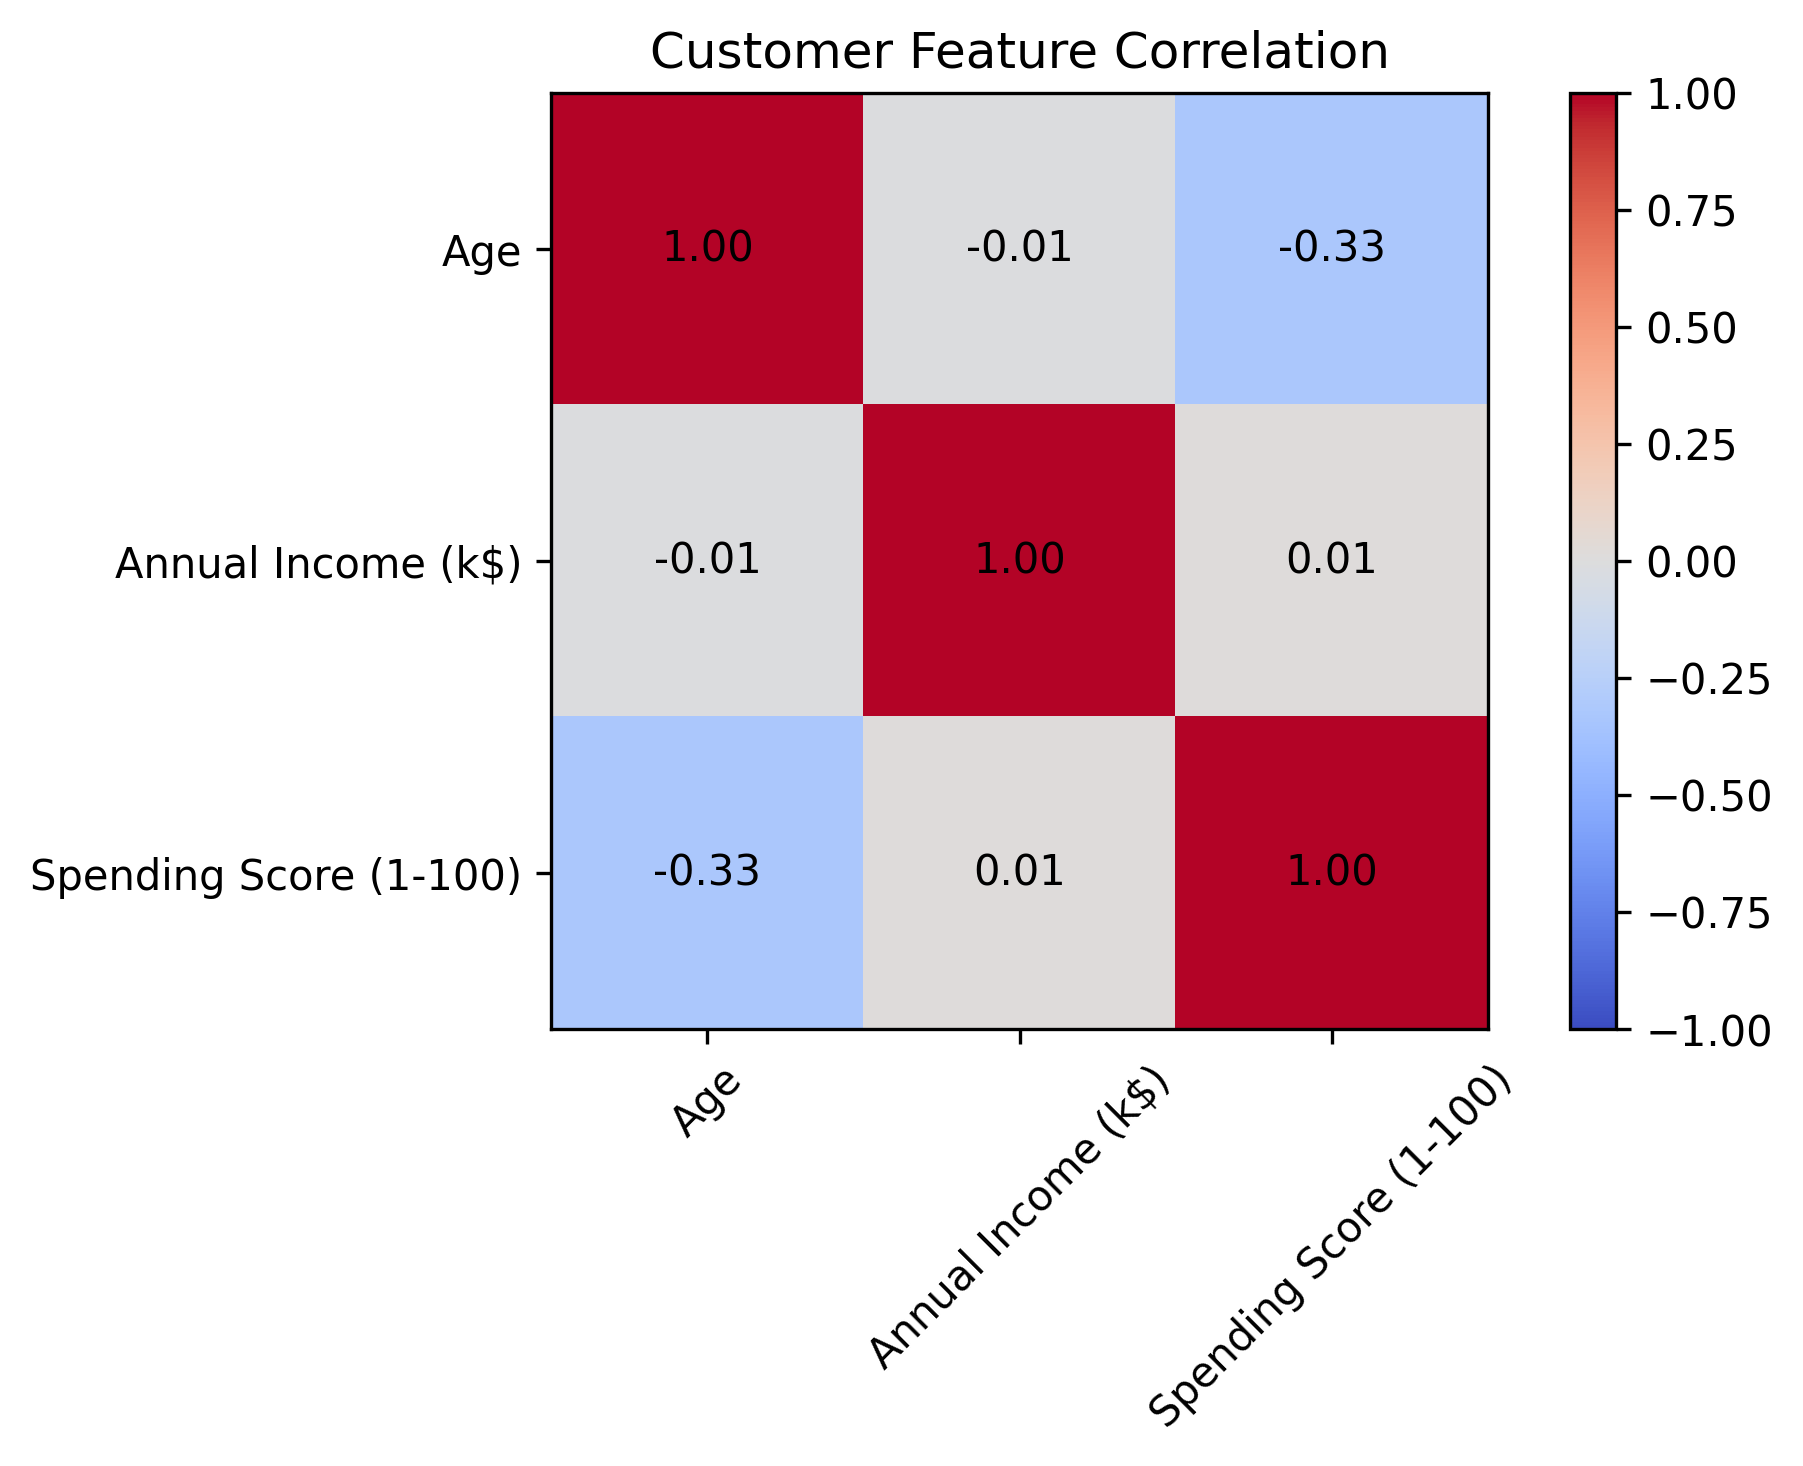 Customer Feature Correlation
1.00
Age 1.00 -0.01 -0.33
0.75
0.50
0.25
Annual Income (k$) -0.01 1.00 0.01 0.00
−0.25
−0.50
Spending Score (1-100) -0.33 0.01 1.00
−0.75
−1.00
Age
Annual Income (k$)
Spending Score (1-100)